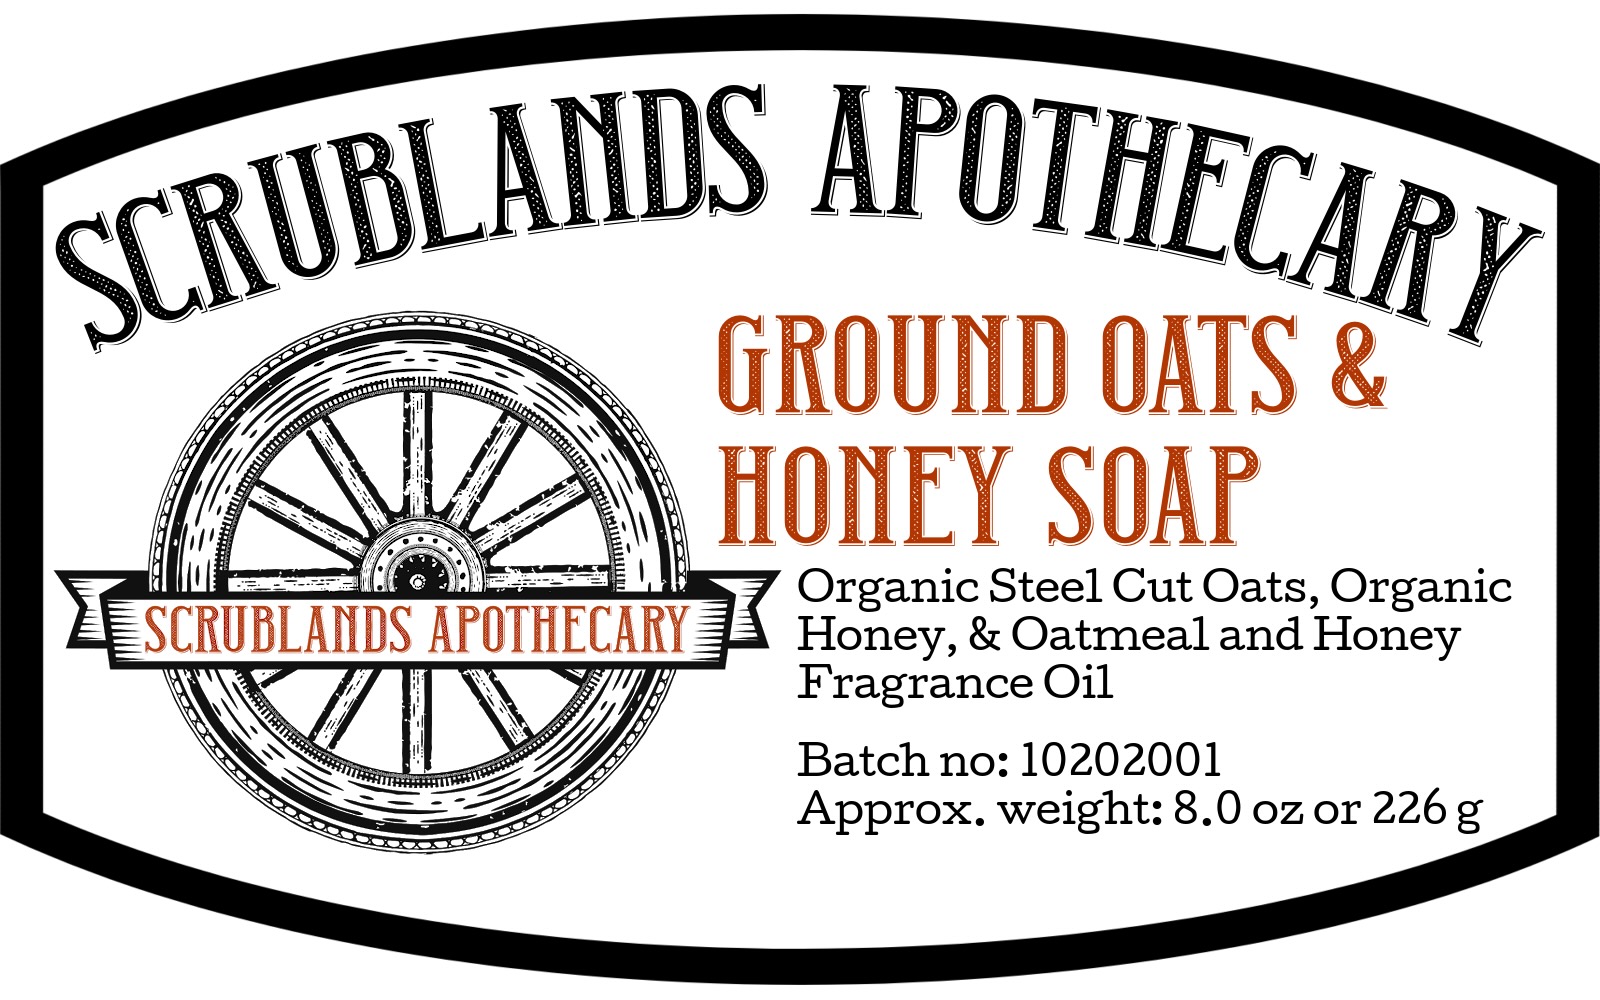 SCRUBLANDS APOTHECARY
GROUND OATS &
HONEY SOAP
SCRUBLANDS APOTHECARY
Organic Steel Cut Oats, Organic
Honey, & Oatmeal and Honey
Fragrance Oil
Batch no: 10202001
Approx. weight: 8.0 oz or 226 g